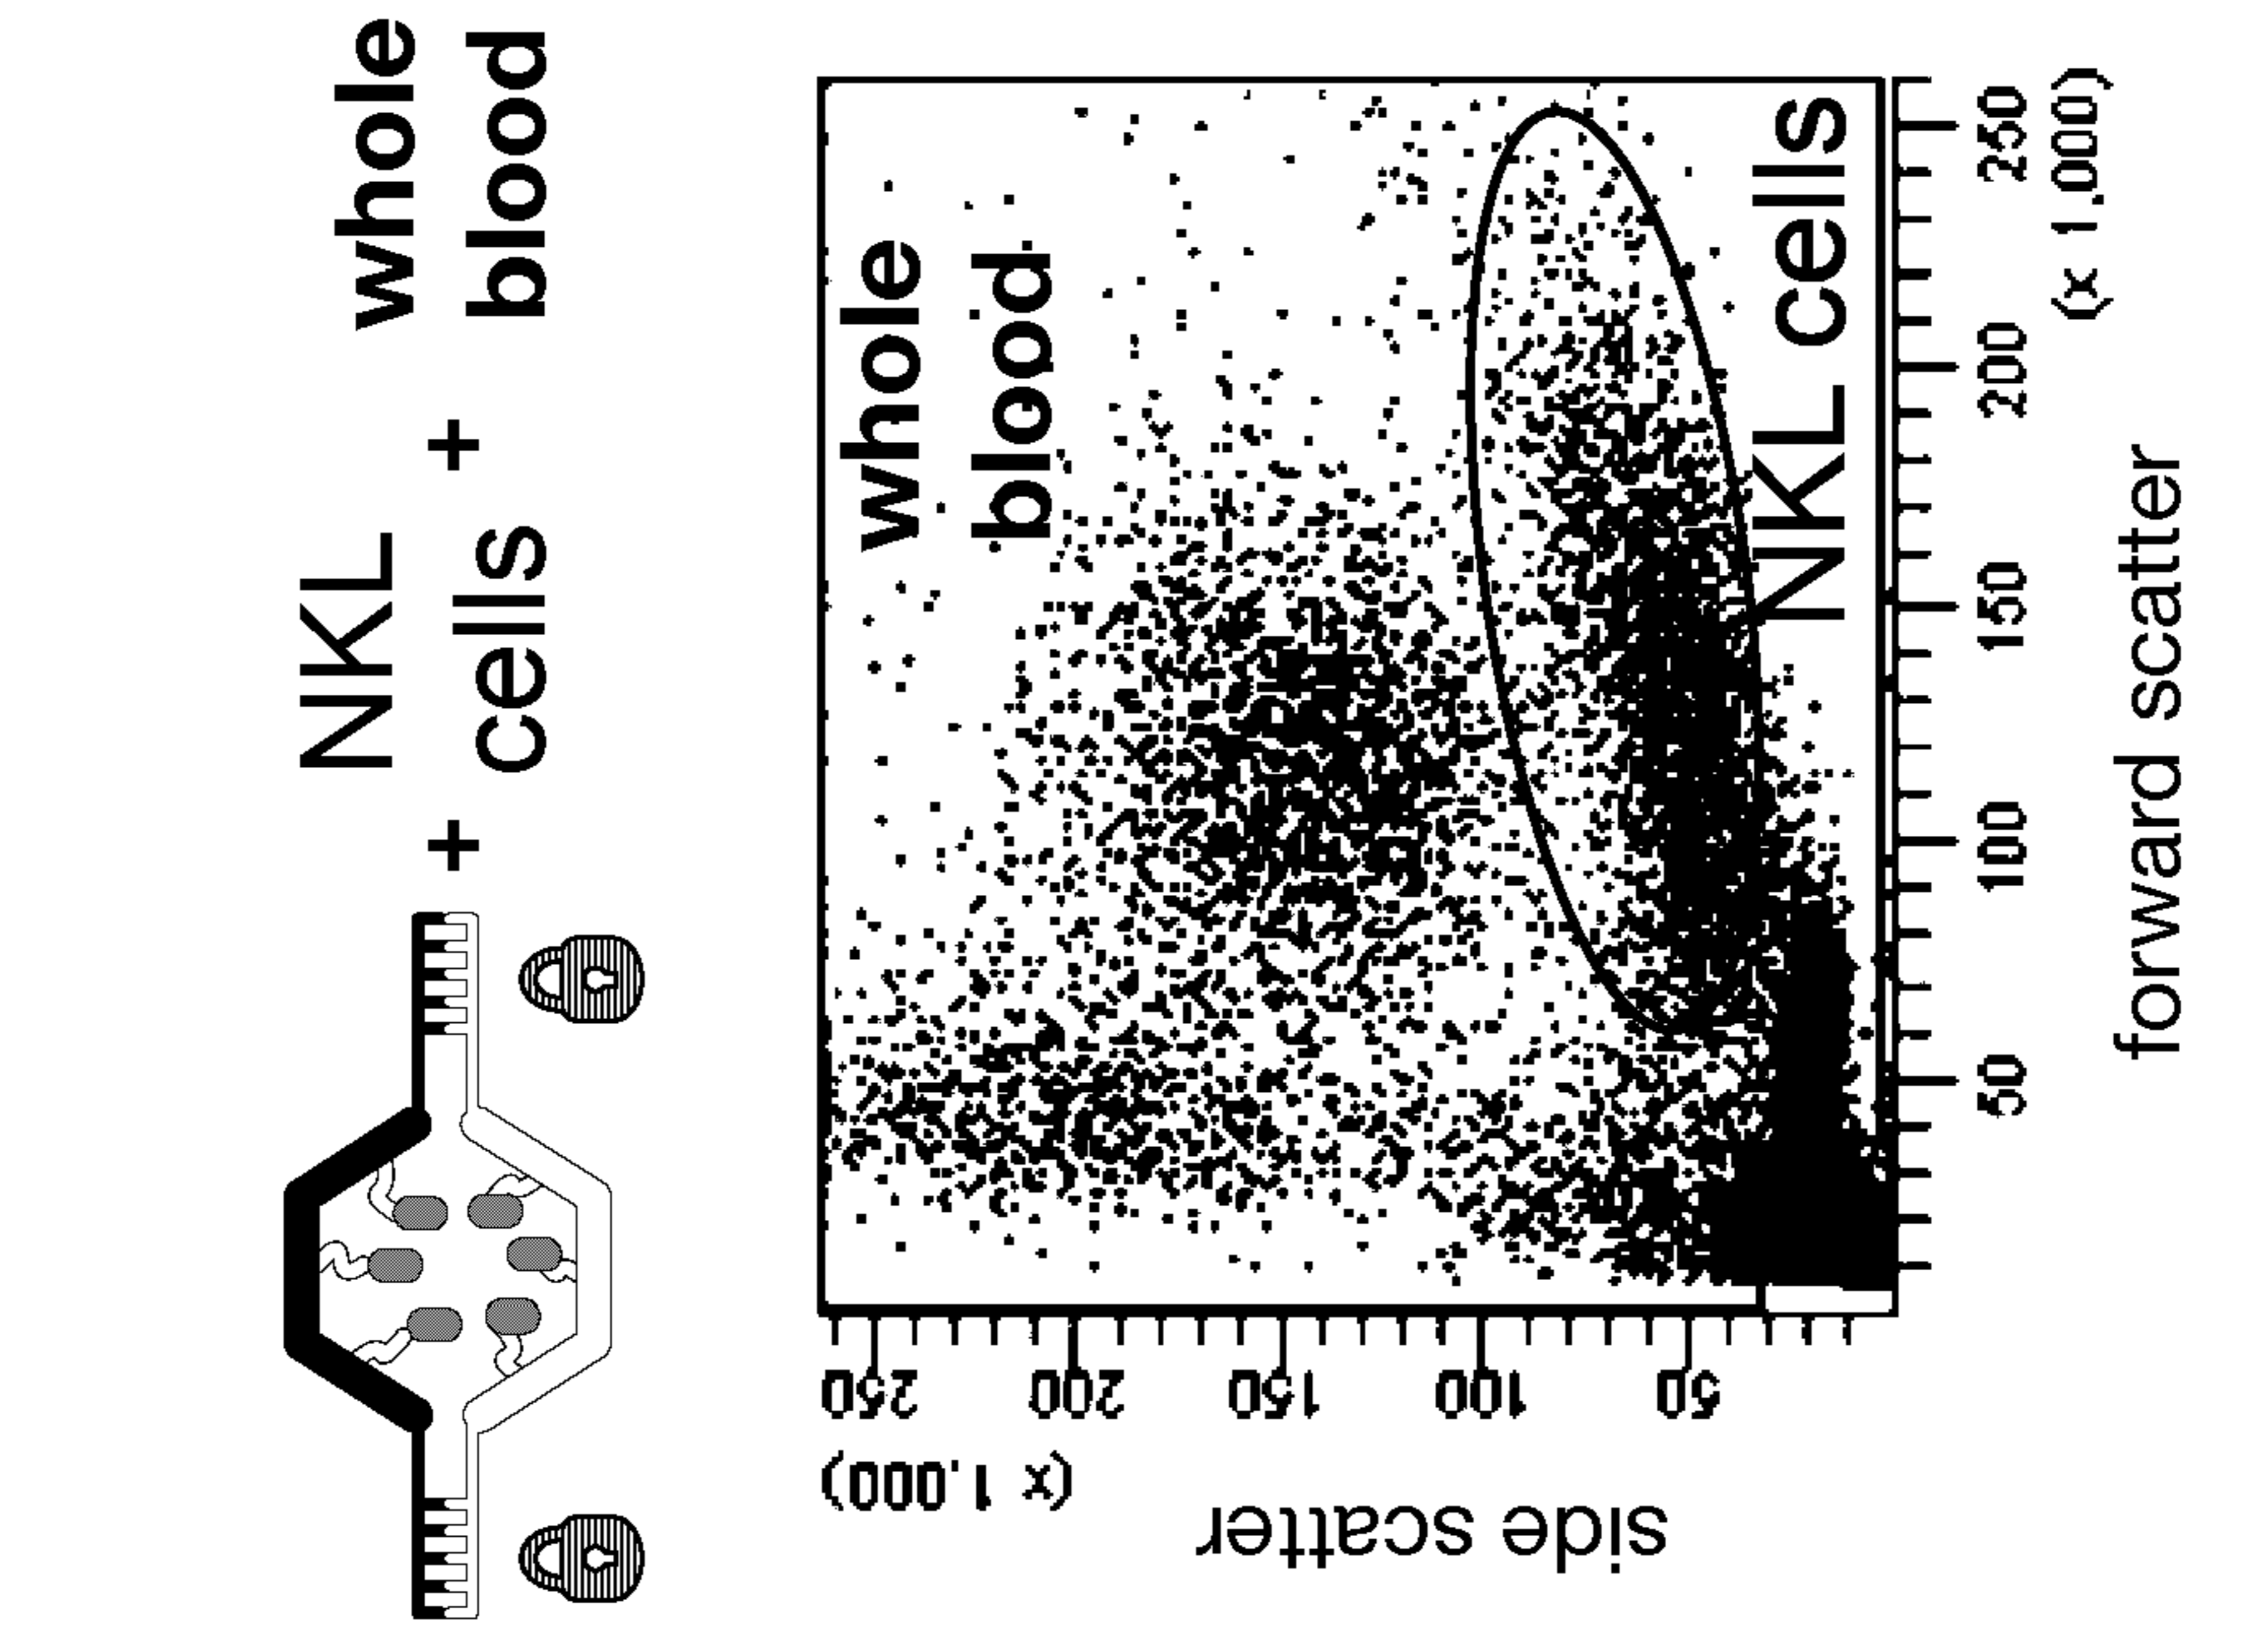 NKL
cells
+
+
whole
blood
whole
blood
NKL cells
250
200
150
100
50
(x 1,000)
side scatter
50
100
150
200
250
(x 1,000)
forward scatter